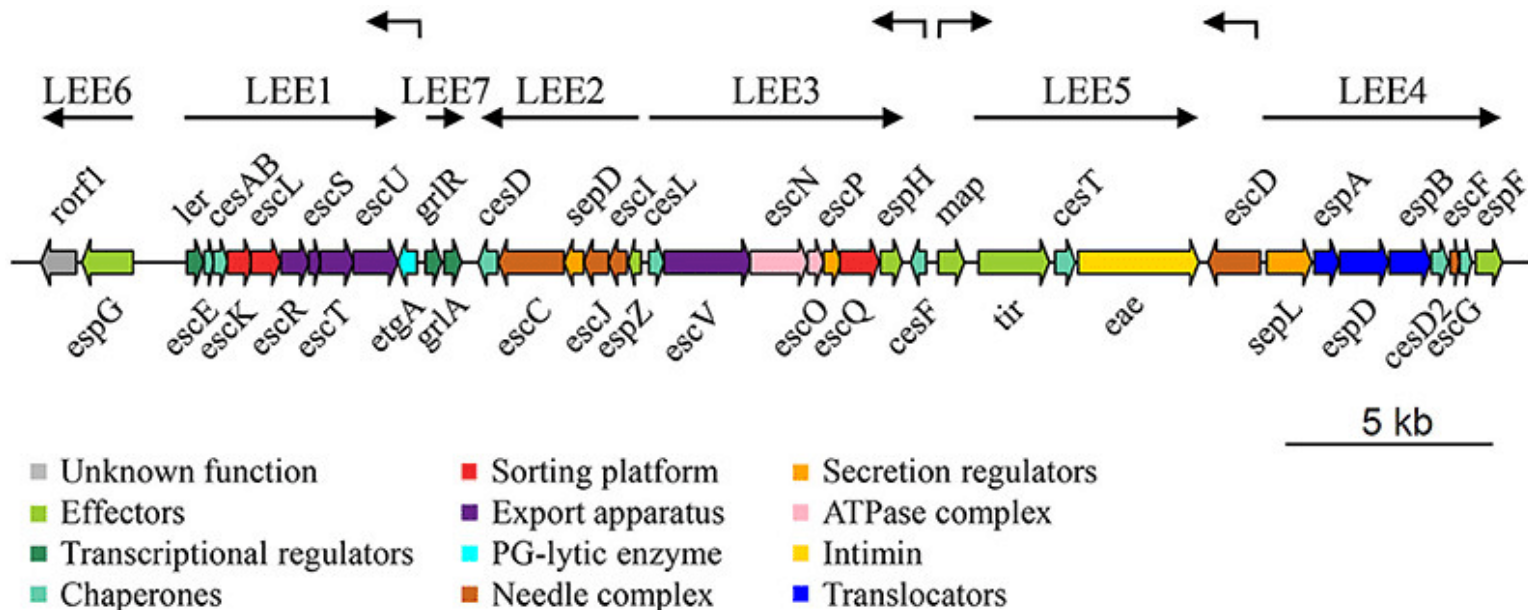 LEE6 LEE1 LEE7 LEE2 LEE3 LEE5 LEE4
rorf1 ler cesAB escL escS escU grlR cesD sepD escI cesL escN escP espH map cesT escD espA espB escF espF
espG escE escK escR escT etgA grlA escC escJ espZ escV escO escQ cesF tir eae sepL espD cesD2 escG
5 kb
Unknown function Sorting platform Secretion regulators
Effectors Export apparatus ATPase complex
Transcriptional regulators PG-lytic enzyme Intimin
Chaperones Needle complex Translocators